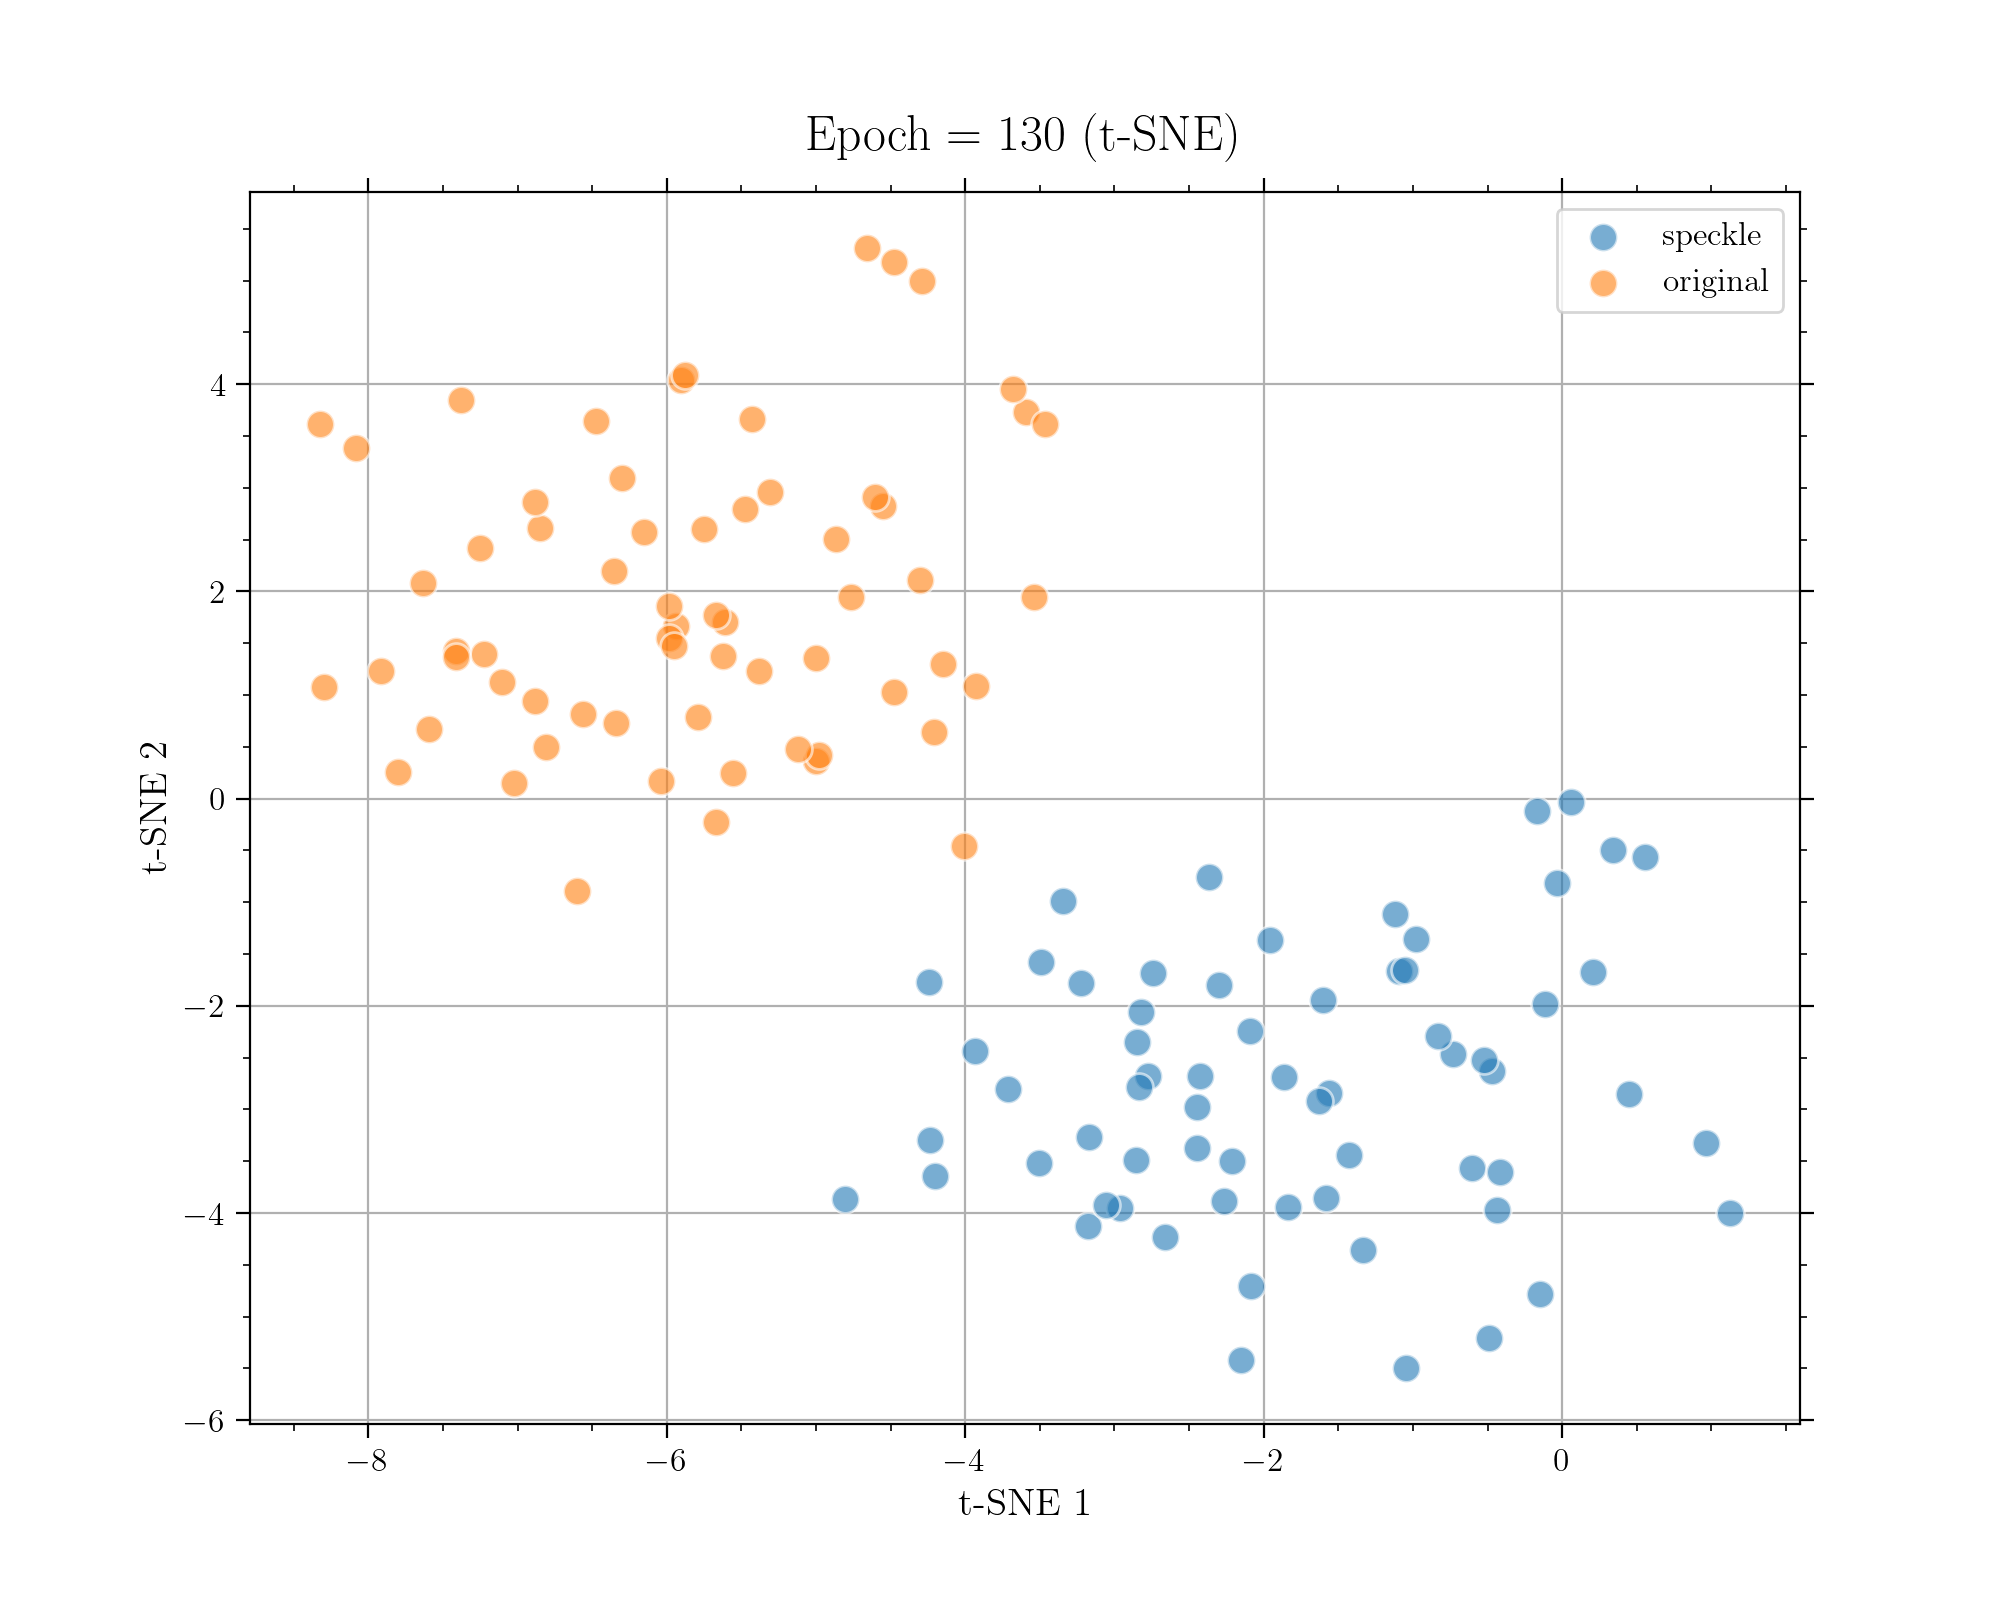 Epoch = 130 (t-SNE)
speckle
original
4
2
0
−2
−4
−6
t-SNE 2
−8
−6
−4
−2
0
t-SNE 1